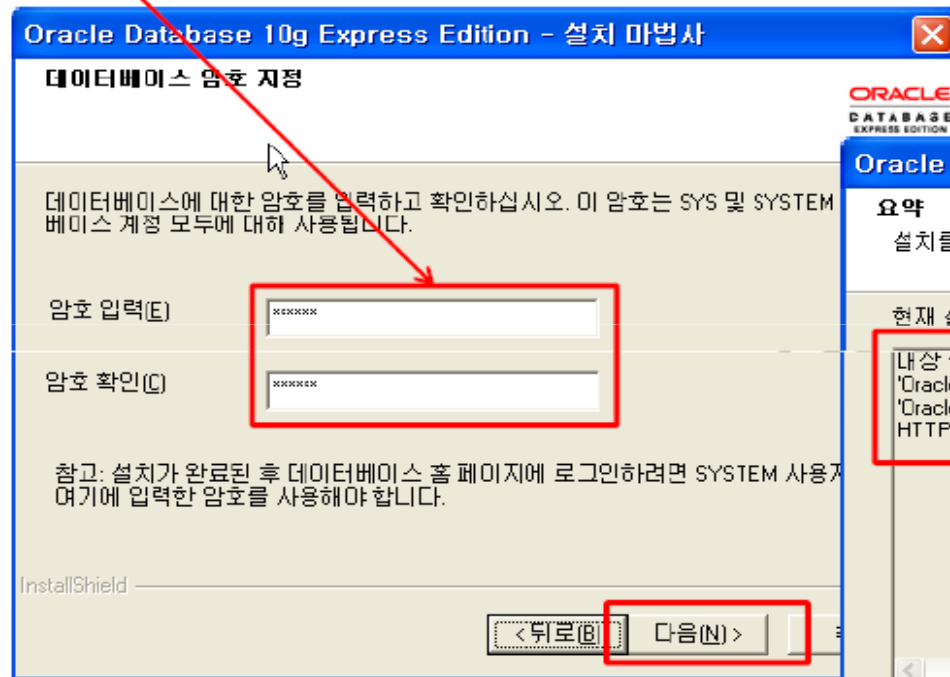 Oracle Database 10g Express Edition - 설치 마법사
데이터베이스 암호 지정
ORACLE
DATABASE
EXPRESS EDITION
데이터베이스에 대한 암호를 입력하고 확인하십시오. 이 암호는 SYS 및 SYSTEM
베이스 계정 모두에 대해 사용됩니다.
암호 입력(E)
******
암호 확인(C)
******
참고: 설치가 완료된 후 데이터베이스 홈 페이지에 로그인하려면 SYSTEM 사용자
여기에 입력한 암호를 사용해야 합니다.
InstallShield
< 뒤로(B)
다음(N) >
Oracle
요약
설치를
현재
대상
'Oracle
'Oracle
HTTP